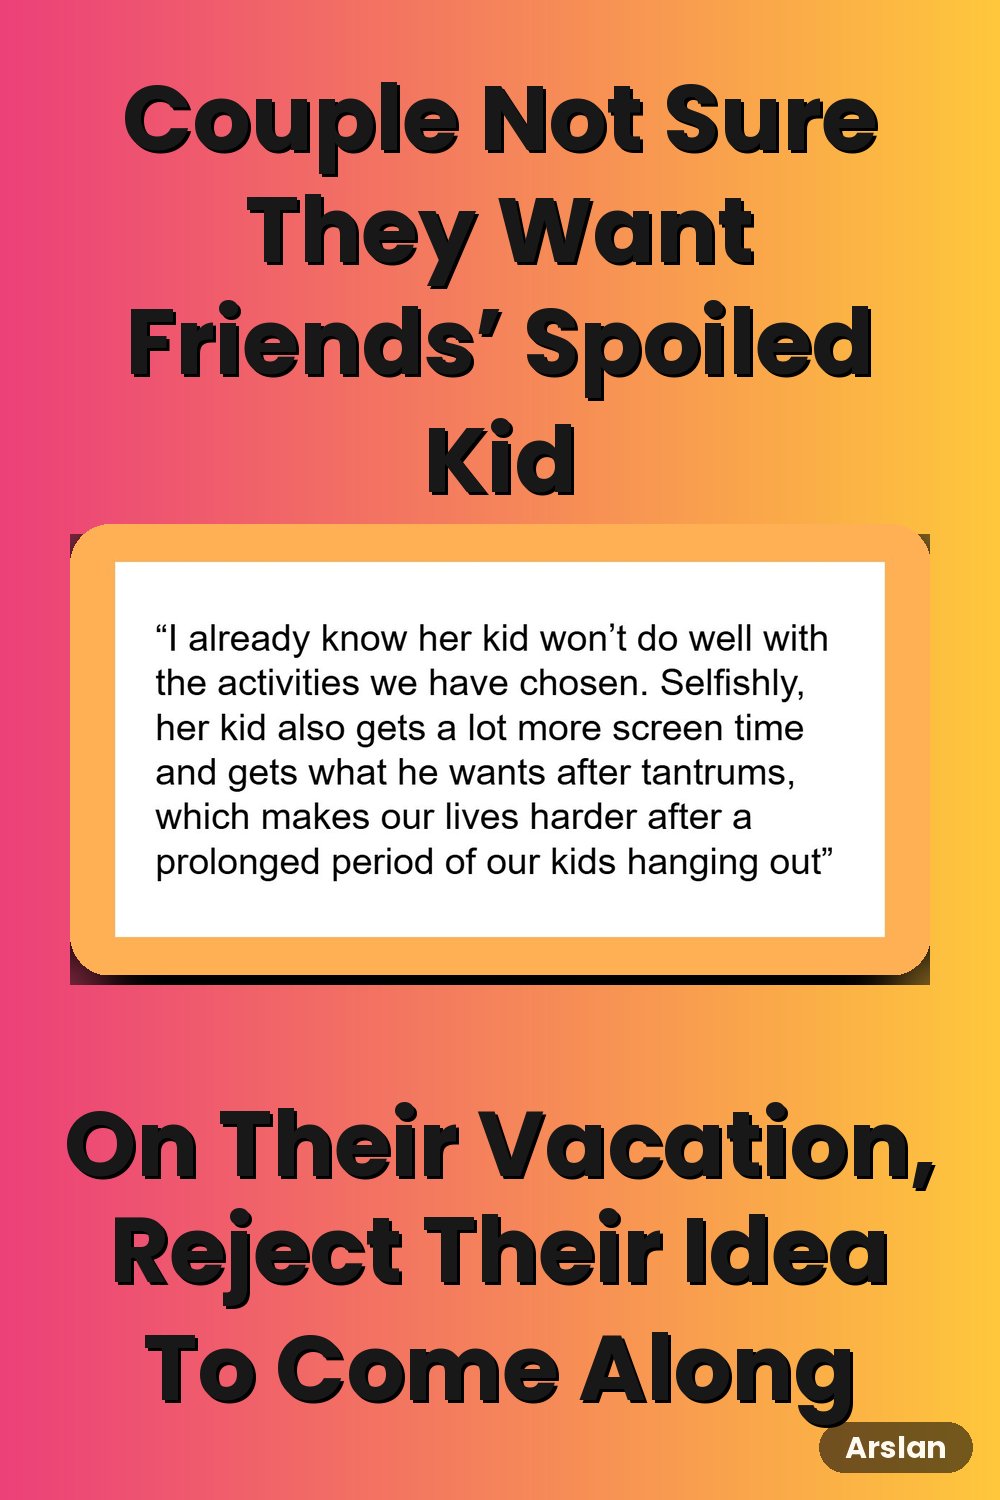 Couple Not Sure
They Want
Friends’ Spoiled
Kid
“I already know her kid won’t do well with
the activities we have chosen. Selfishly,
her kid also gets a lot more screen time
and gets what he wants after tantrums,
which makes our lives harder after a
prolonged period of our kids hanging out”
On Their Vacation,
Reject Their Idea
To Come Along
Arslan